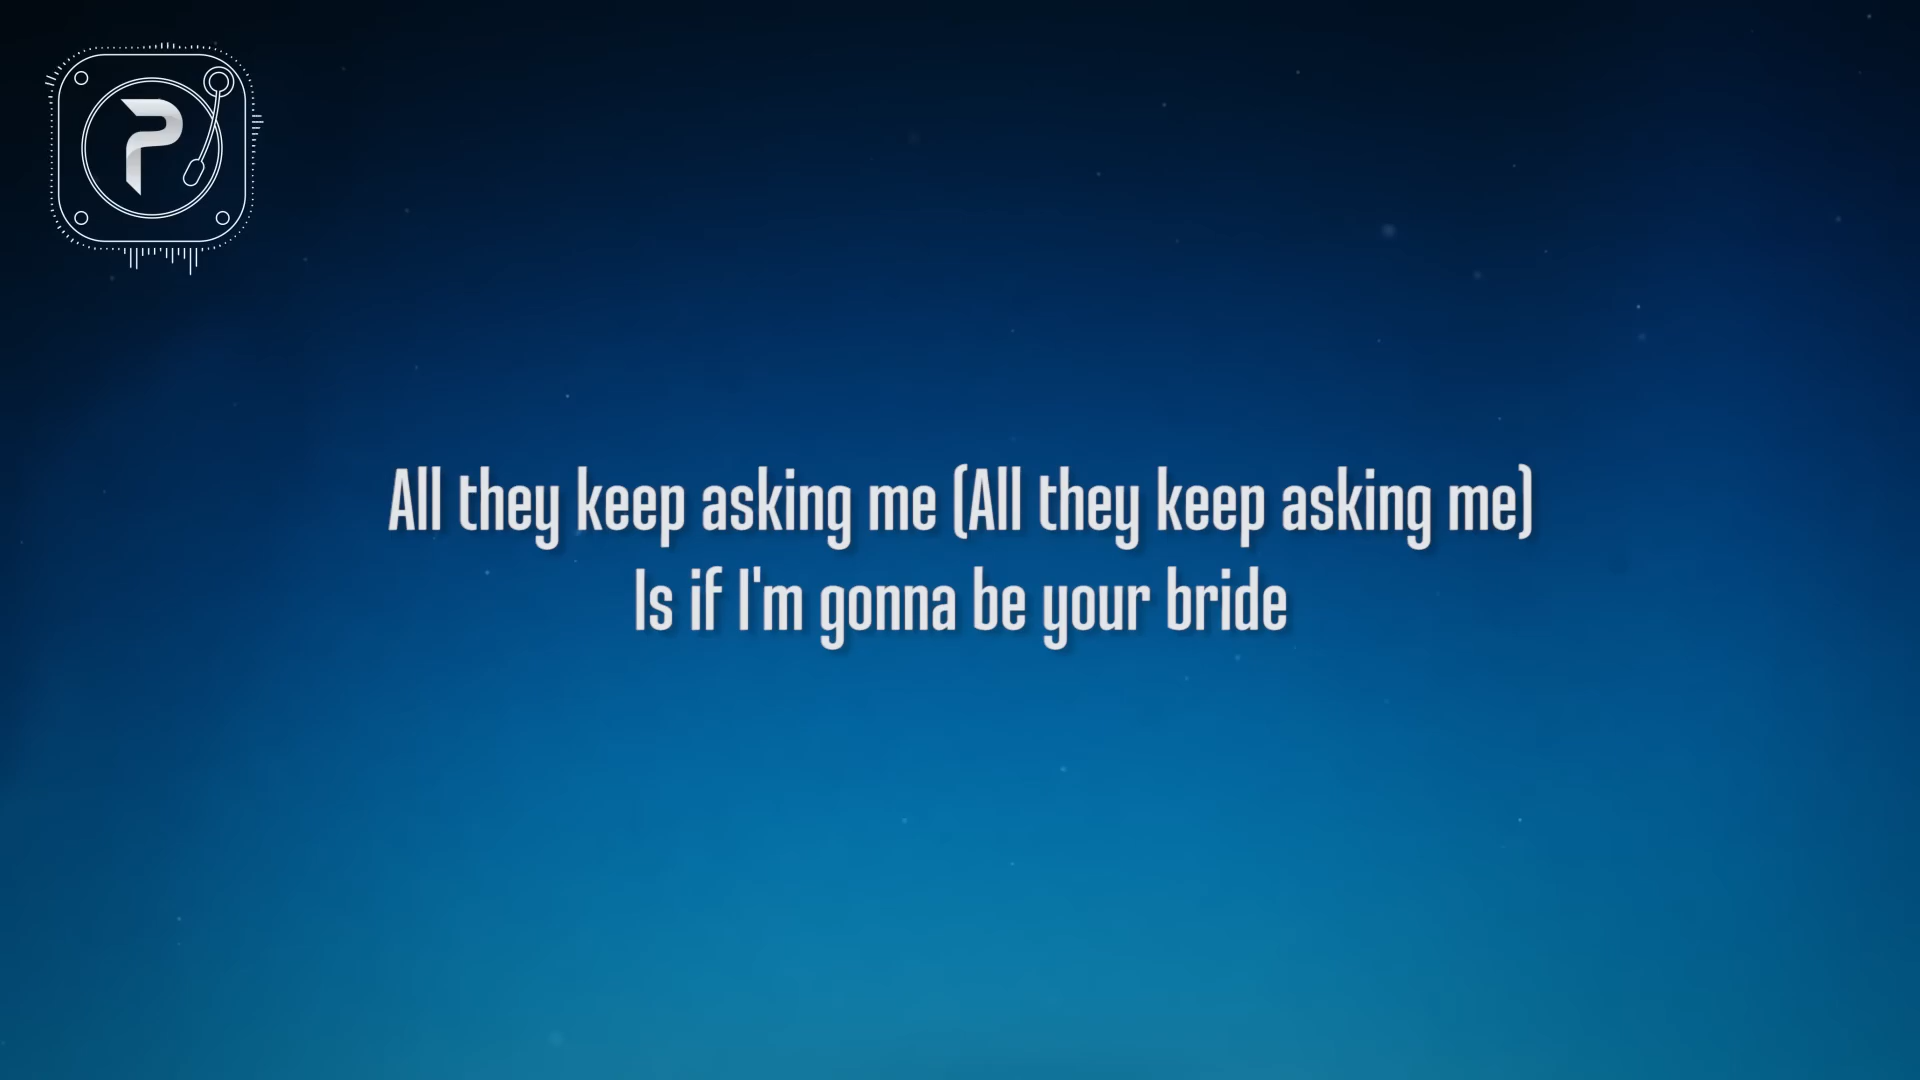 P
All they keep asking me (All they keep asking me)
Is if I'm gonna be your bride